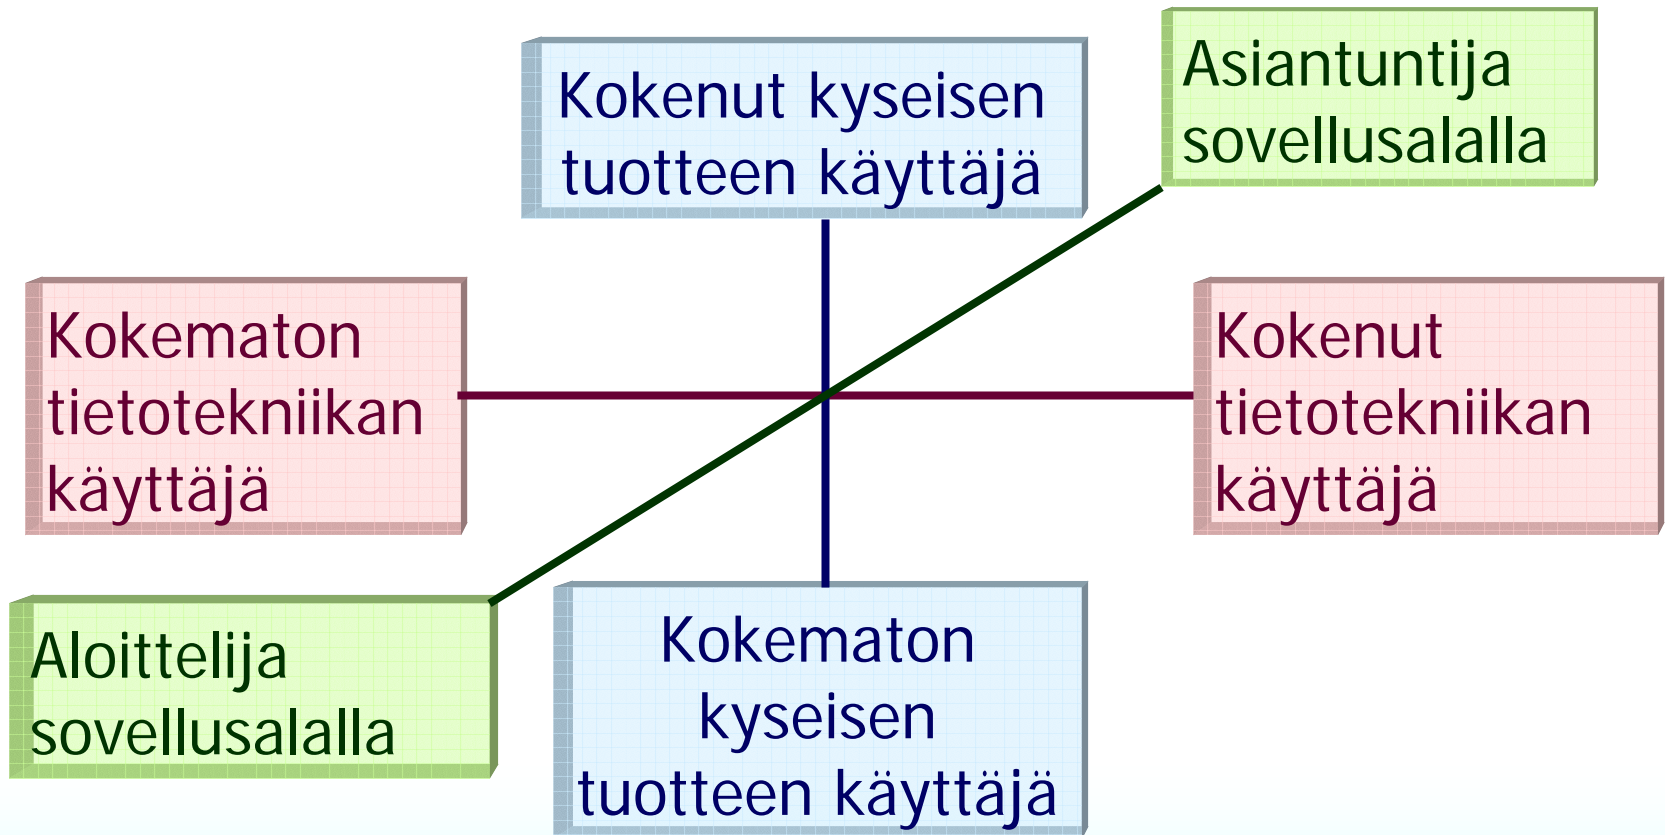 Kokenut kyseisen
tuotteen käyttäjä
Asiantuntija
sovellusalalla
Kokematon
tietotekniikan
käyttäjä
Kokenut
tietotekniikan
käyttäjä
Aloittelija
sovellusalalla
Kokematon
kyseisen
tuotteen käyttäjä